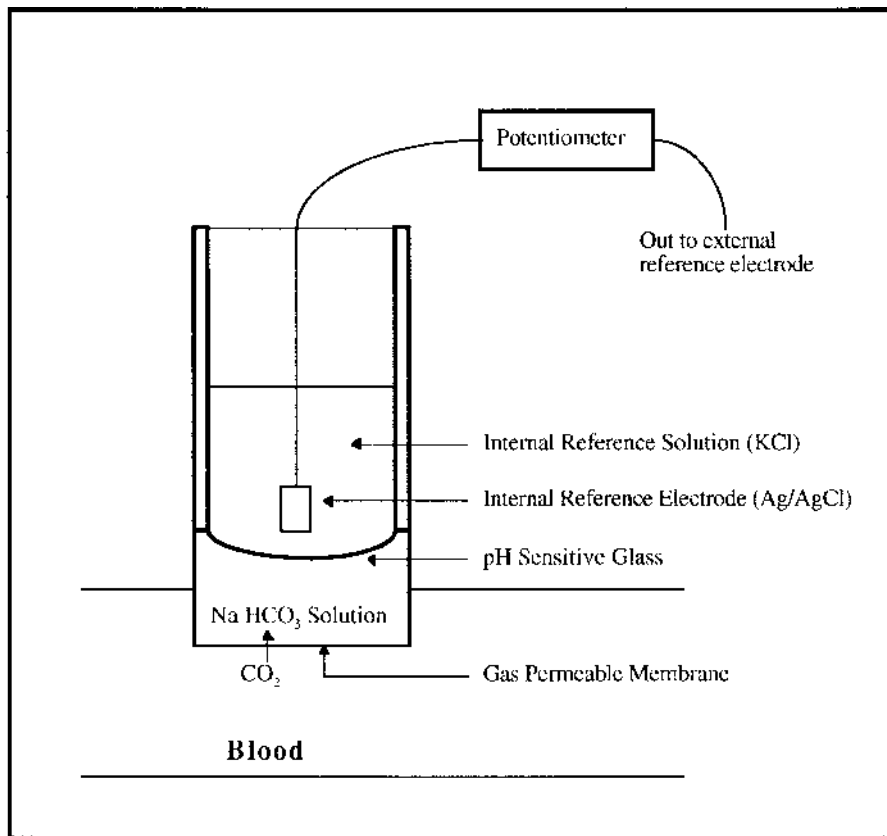 Potentiometer
Out to external
reference electrode
Internal Reference Solution (KCl)
Internal Reference Electrode (Ag/AgCl)
pH Sensitive Glass
Na HCO₃ Solution
CO₂
Gas Permeable Membrane
Blood